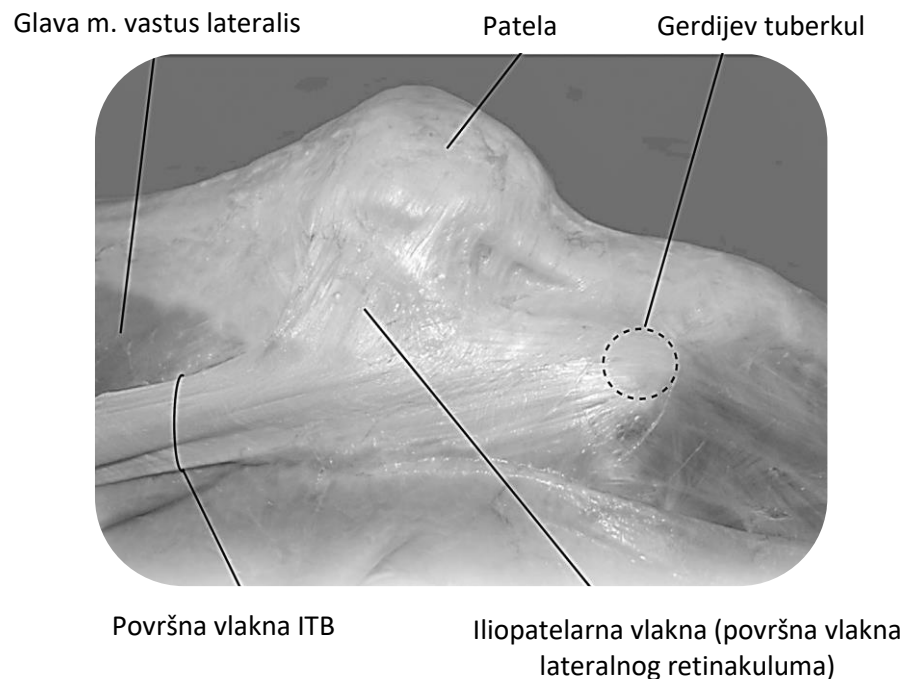 Glava m. vastus lateralis
Patela
Gerdijev tuberkul
Površna vlakna ITB
Iliopatelarna vlakna (površna vlakna
lateralnog retinakuluma)